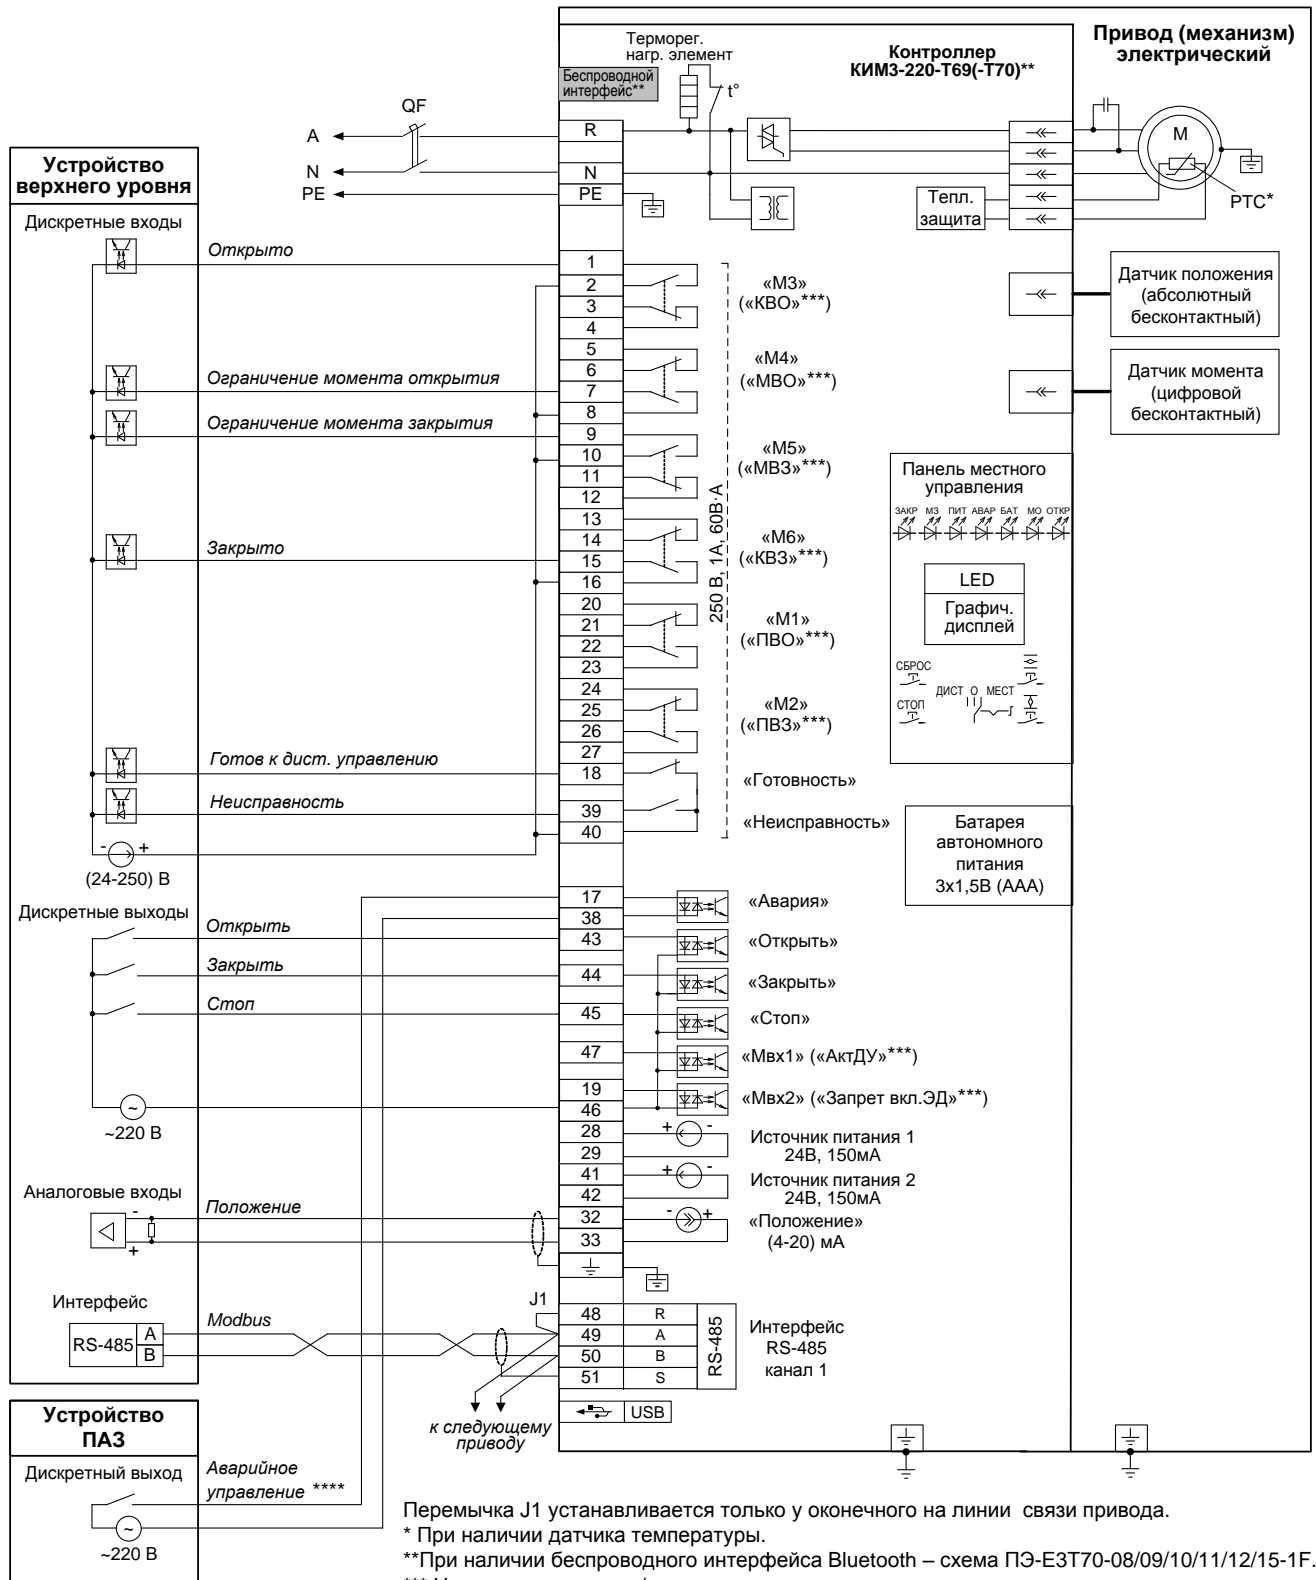 Привод (механизм)
электрический
Контроллер
КИМ3-220-Т69(-Т70)**
Терморег.
нагр. элемент
Беспроводной
интерфейс**
t°
QF
A
N
PE
R
N
PE
M
PTC*
Тепл.
защита
Устройство
верхнего уровня
Дискретные входы
Открыто
1
2
3
4
«М3»
(«КВО»***)
Датчик положения
(абсолютный
бесконтактный)
5
6
7
8
«М4»
(«МВО»***)
Ограничение момента открытия
Датчик момента
(цифровой
бесконтактный)
Ограничение момента закрытия
9
10
11
12
«М5»
(«МВЗ»***)
250 В, 1А, 60В·А
Панель местного
управления
ЗАКР МЗ ПИТ АВАР БАТ МО ОТКР
Закрыто
13
14
15
16
«М6»
(«КВЗ»***)
LED
Графич.
дисплей
20
21
22
23
«М1»
(«ПВО»***)
СБРОС
СТОП
ДИСТ О МЕСТ
24
25
26
27
«М2»
(«ПВЗ»***)
Готов к дист. управлению
18
«Готовность»
Неисправность
39
40
«Неисправность»
Батарея
автономного
питания
3х1,5В (ААА)
- +
(24-250) В
17
38
«Авария»
Дискретные выходы
Открыть
43
«Открыть»
Закрыть
44
«Закрыть»
Стоп
45
«Стоп»
47
«Мвх1» («АктДУ»***)
19
46
«Мвх2» («Запрет вкл.ЭД»***)
~
~220 В
28
29
+ -
Источник питания 1
24В, 150мА
41
42
+ -
Источник питания 2
24В, 150мА
Аналоговые входы
- +
Положение
32
33
- +
«Положение»
(4-20) мА
Интерфейс
RS-485
A
B
Modbus
J1
48 R
49 A
50 B
51 S
RS-485
Интерфейс
RS-485
канал 1
USB
к следующему
приводу
Устройство
ПАЗ
Дискретный выход
Аварийное
управление ****
~
~220 В
Перемычка J1 устанавливается только у оконечного на линии связи привода.
* При наличии датчика температуры.
**При наличии беспроводного интерфейса Bluetooth – схема ПЭ-Е3Т70-08/09/10/11/12/15-1F.